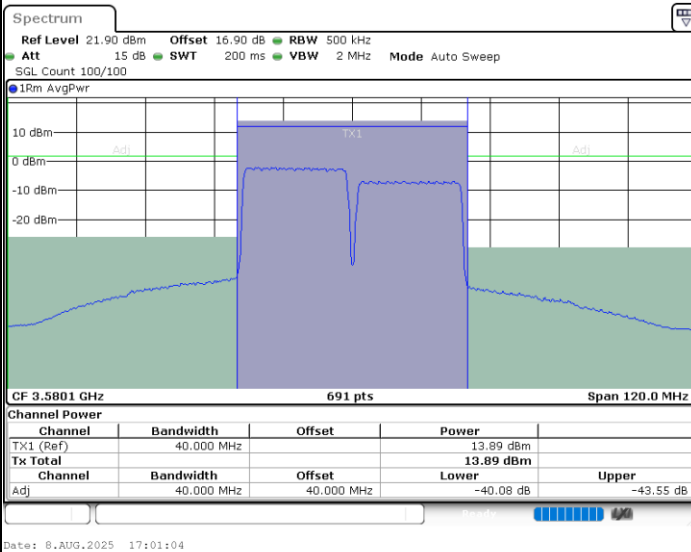 Spectrum
Ref Level 21.90 dBm Offset 16.90 dB RBW 500 kHz
Att 15 dB SWT 200 ms VBW 2 MHz Mode Auto Sweep
SGL Count 100/100
1Rm AvgPwr
10 dBm
TX1
Adj Adj
0 dBm
-10 dBm
-20 dBm
CF 3.5801 GHz 691 pts Span 120.0 MHz
Channel Power
Channel Bandwidth Offset Power
TX1 (Ref) 40.000 MHz 13.89 dBm
Tx Total 13.89 dBm
Channel Bandwidth Offset Lower Upper
Adj 40.000 MHz 40.000 MHz -40.08 dB -43.55 dB
Ready
Date: 8.AUG.2025 17:01:04